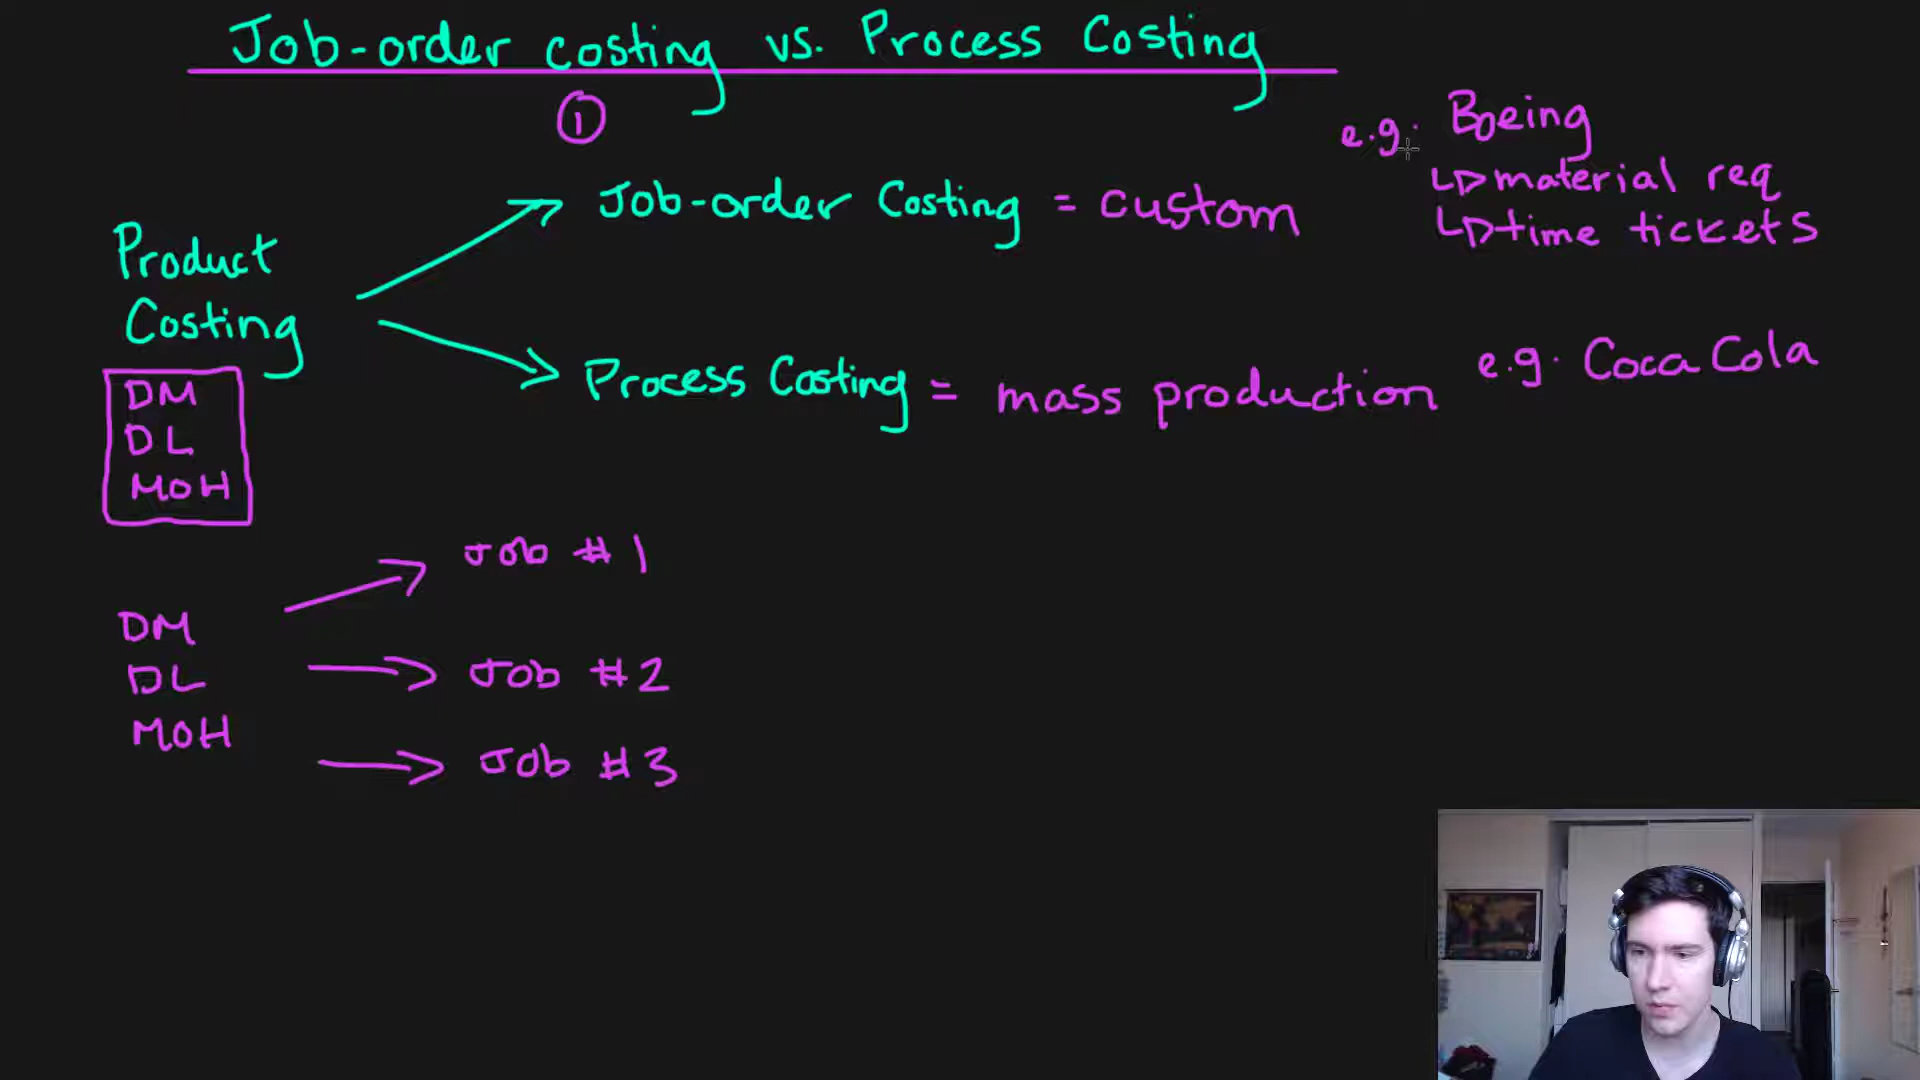 Job-order costing vs. Process Costing
①
e.g. Boeing
↳ material req
↳ time tickets
Job-order Costing = custom
Product
Costing
Process Costing = mass production
e.g. Coca Cola
DM
DL
MOH
Job # 1
DM
DL
Job #2
MOH
Job #3